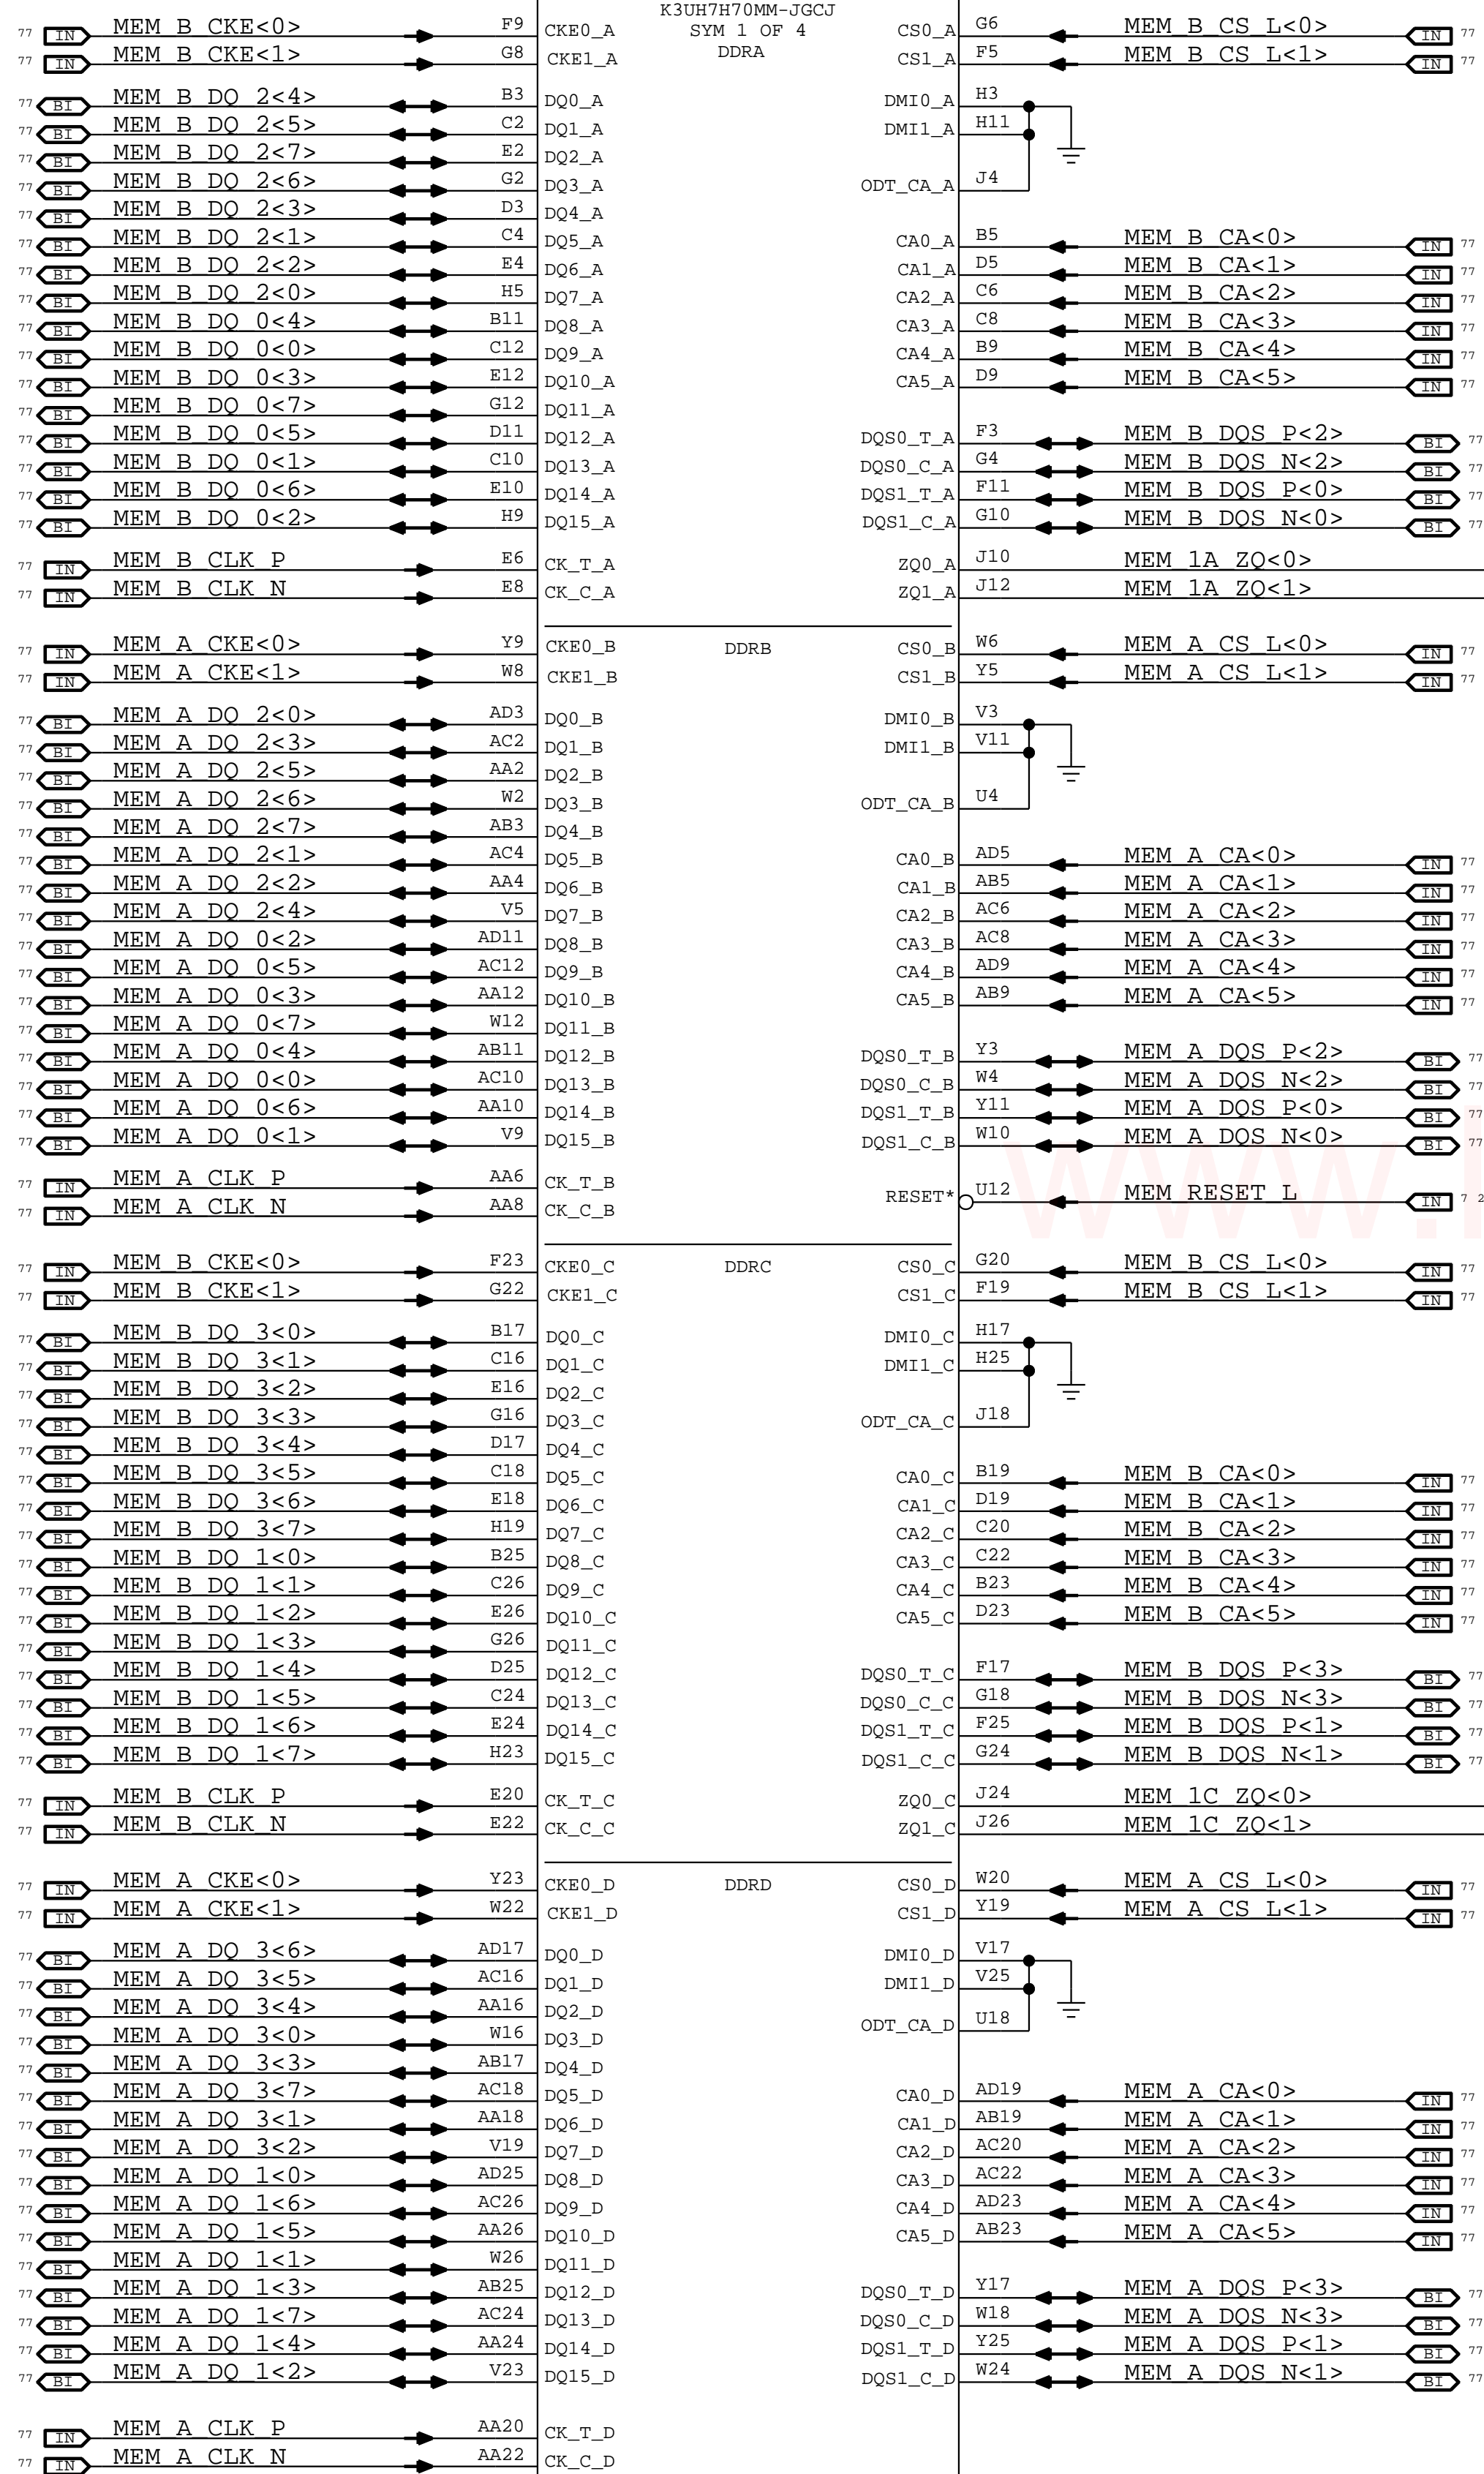 K3UH7H70MM-JGCJ
SYM 1 OF 4
DDRA
77 IN MEM_B_CKE<0> F9 CKE0_A CS0_A G6 MEM_B_CS_L<0> IN 77
77 IN MEM_B_CKE<1> G8 CKE1_A CS1_A F5 MEM_B_CS_L<1> IN 77
77 BI MEM_B_DQ_2<4> B3 DQ0_A DMI0_A H3
77 BI MEM_B_DQ_2<5> C2 DQ1_A DMI1_A H11
77 BI MEM_B_DQ_2<7> E2 DQ2_A
77 BI MEM_B_DQ_2<6> G2 DQ3_A ODT_CA_A J4
77 BI MEM_B_DQ_2<3> D3 DQ4_A
77 BI MEM_B_DQ_2<1> C4 DQ5_A CA0_A B5 MEM_B_CA<0> IN 77
77 BI MEM_B_DQ_2<2> E4 DQ6_A CA1_A D5 MEM_B_CA<1> IN 77
77 BI MEM_B_DQ_2<0> H5 DQ7_A CA2_A C6 MEM_B_CA<2> IN 77
77 BI MEM_B_DQ_0<4> B11 DQ8_A CA3_A C8 MEM_B_CA<3> IN 77
77 BI MEM_B_DQ_0<0> C12 DQ9_A CA4_A B9 MEM_B_CA<4> IN 77
77 BI MEM_B_DQ_0<3> E12 DQ10_A CA5_A D9 MEM_B_CA<5> IN 77
77 BI MEM_B_DQ_0<7> G12 DQ11_A
77 BI MEM_B_DQ_0<5> D11 DQ12_A DQS0_T_A F3 MEM_B_DQS_P<2> BI 77
77 BI MEM_B_DQ_0<1> C10 DQ13_A DQS0_C_A G4 MEM_B_DQS_N<2> BI 77
77 BI MEM_B_DQ_0<6> E10 DQ14_A DQS1_T_A F11 MEM_B_DQS_P<0> BI 77
77 BI MEM_B_DQ_0<2> H9 DQ15_A DQS1_C_A G10 MEM_B_DQS_N<0> BI 77
77 IN MEM_B_CLK_P E6 CK_T_A ZQ0_A J10 MEM_1A_ZQ<0>
77 IN MEM_B_CLK_N E8 CK_C_A ZQ1_A J12 MEM_1A_ZQ<1>
77 IN MEM_A_CKE<0> Y9 CKE0_B DDRB CS0_B W6 MEM_A_CS_L<0> IN 77
77 IN MEM_A_CKE<1> W8 CKE1_B CS1_B Y5 MEM_A_CS_L<1> IN 77
77 BI MEM_A_DQ_2<0> AD3 DQ0_B DMI0_B V3
77 BI MEM_A_DQ_2<3> AC2 DQ1_B DMI1_B V11
77 BI MEM_A_DQ_2<5> AA2 DQ2_B
77 BI MEM_A_DQ_2<6> W2 DQ3_B ODT_CA_B U4
77 BI MEM_A_DQ_2<7> AB3 DQ4_B
77 BI MEM_A_DQ_2<1> AC4 DQ5_B CA0_B AD5 MEM_A_CA<0> IN 77
77 BI MEM_A_DQ_2<2> AA4 DQ6_B CA1_B AB5 MEM_A_CA<1> IN 77
77 BI MEM_A_DQ_2<4> V5 DQ7_B CA2_B AC6 MEM_A_CA<2> IN 77
77 BI MEM_A_DQ_0<2> AD11 DQ8_B CA3_B AC8 MEM_A_CA<3> IN 77
77 BI MEM_A_DQ_0<5> AC12 DQ9_B CA4_B AD9 MEM_A_CA<4> IN 77
77 BI MEM_A_DQ_0<3> AA12 DQ10_B CA5_B AB9 MEM_A_CA<5> IN 77
77 BI MEM_A_DQ_0<7> W12 DQ11_B
77 BI MEM_A_DQ_0<4> AB11 DQ12_B DQS0_T_B Y3 MEM_A_DQS_P<2> BI 77
77 BI MEM_A_DQ_0<0> AC10 DQ13_B DQS0_C_B W4 MEM_A_DQS_N<2> BI 77
77 BI MEM_A_DQ_0<6> AA10 DQ14_B DQS1_T_B Y11 MEM_A_DQS_P<0> BI 77
77 BI MEM_A_DQ_0<1> V9 DQ15_B DQS1_C_B W10 MEM_A_DQS_N<0> BI 77
77 IN MEM_A_CLK_P AA6 CK_T_B RESET* U12 MEM_RESET_L IN 7 2
77 IN MEM_A_CLK_N AA8 CK_C_B
www.l
77 IN MEM_B_CKE<0> F23 CKE0_C DDRC CS0_C G20 MEM_B_CS_L<0> IN 77
77 IN MEM_B_CKE<1> G22 CKE1_C CS1_C F19 MEM_B_CS_L<1> IN 77
77 BI MEM_B_DQ_3<0> B17 DQ0_C DMI0_C H17
77 BI MEM_B_DQ_3<1> C16 DQ1_C DMI1_C H25
77 BI MEM_B_DQ_3<2> E16 DQ2_C
77 BI MEM_B_DQ_3<3> G16 DQ3_C ODT_CA_C J18
77 BI MEM_B_DQ_3<4> D17 DQ4_C
77 BI MEM_B_DQ_3<5> C18 DQ5_C CA0_C B19 MEM_B_CA<0> IN 77
77 BI MEM_B_DQ_3<6> E18 DQ6_C CA1_C D19 MEM_B_CA<1> IN 77
77 BI MEM_B_DQ_3<7> H19 DQ7_C CA2_C C20 MEM_B_CA<2> IN 77
77 BI MEM_B_DQ_1<0> B25 DQ8_C CA3_C C22 MEM_B_CA<3> IN 77
77 BI MEM_B_DQ_1<1> C26 DQ9_C CA4_C B23 MEM_B_CA<4> IN 77
77 BI MEM_B_DQ_1<2> E26 DQ10_C CA5_C D23 MEM_B_CA<5> IN 77
77 BI MEM_B_DQ_1<3> G26 DQ11_C
77 BI MEM_B_DQ_1<4> D25 DQ12_C DQS0_T_C F17 MEM_B_DQS_P<3> BI 77
77 BI MEM_B_DQ_1<5> C24 DQ13_C DQS0_C_C G18 MEM_B_DQS_N<3> BI 77
77 BI MEM_B_DQ_1<6> E24 DQ14_C DQS1_T_C F25 MEM_B_DQS_P<1> BI 77
77 BI MEM_B_DQ_1<7> H23 DQ15_C DQS1_C_C G24 MEM_B_DQS_N<1> BI 77
77 IN MEM_B_CLK_P E20 CK_T_C ZQ0_C J24 MEM_1C_ZQ<0>
77 IN MEM_B_CLK_N E22 CK_C_C ZQ1_C J26 MEM_1C_ZQ<1>
77 IN MEM_A_CKE<0> Y23 CKE0_D DDRD CS0_D W20 MEM_A_CS_L<0> IN 77
77 IN MEM_A_CKE<1> W22 CKE1_D CS1_D Y19 MEM_A_CS_L<1> IN 77
77 BI MEM_A_DQ_3<6> AD17 DQ0_D DMI0_D V17
77 BI MEM_A_DQ_3<5> AC16 DQ1_D DMI1_D V25
77 BI MEM_A_DQ_3<4> AA16 DQ2_D
77 BI MEM_A_DQ_3<0> W16 DQ3_D ODT_CA_D U18
77 BI MEM_A_DQ_3<3> AB17 DQ4_D
77 BI MEM_A_DQ_3<7> AC18 DQ5_D CA0_D AD19 MEM_A_CA<0> IN 77
77 BI MEM_A_DQ_3<1> AA18 DQ6_D CA1_D AB19 MEM_A_CA<1> IN 77
77 BI MEM_A_DQ_3<2> V19 DQ7_D CA2_D AC20 MEM_A_CA<2> IN 77
77 BI MEM_A_DQ_1<0> AD25 DQ8_D CA3_D AC22 MEM_A_CA<3> IN 77
77 BI MEM_A_DQ_1<6> AC26 DQ9_D CA4_D AD23 MEM_A_CA<4> IN 77
77 BI MEM_A_DQ_1<5> AA26 DQ10_D CA5_D AB23 MEM_A_CA<5> IN 77
77 BI MEM_A_DQ_1<1> W26 DQ11_D
77 BI MEM_A_DQ_1<3> AB25 DQ12_D DQS0_T_D Y17 MEM_A_DQS_P<3> BI 77
77 BI MEM_A_DQ_1<7> AC24 DQ13_D DQS0_C_D W18 MEM_A_DQS_N<3> BI 77
77 BI MEM_A_DQ_1<4> AA24 DQ14_D DQS1_T_D Y25 MEM_A_DQS_P<1> BI 77
77 BI MEM_A_DQ_1<2> V23 DQ15_D DQS1_C_D W24 MEM_A_DQS_N<1> BI 77
77 IN MEM_A_CLK_P AA20 CK_T_D
77 IN MEM_A_CLK_N AA22 CK_C_D